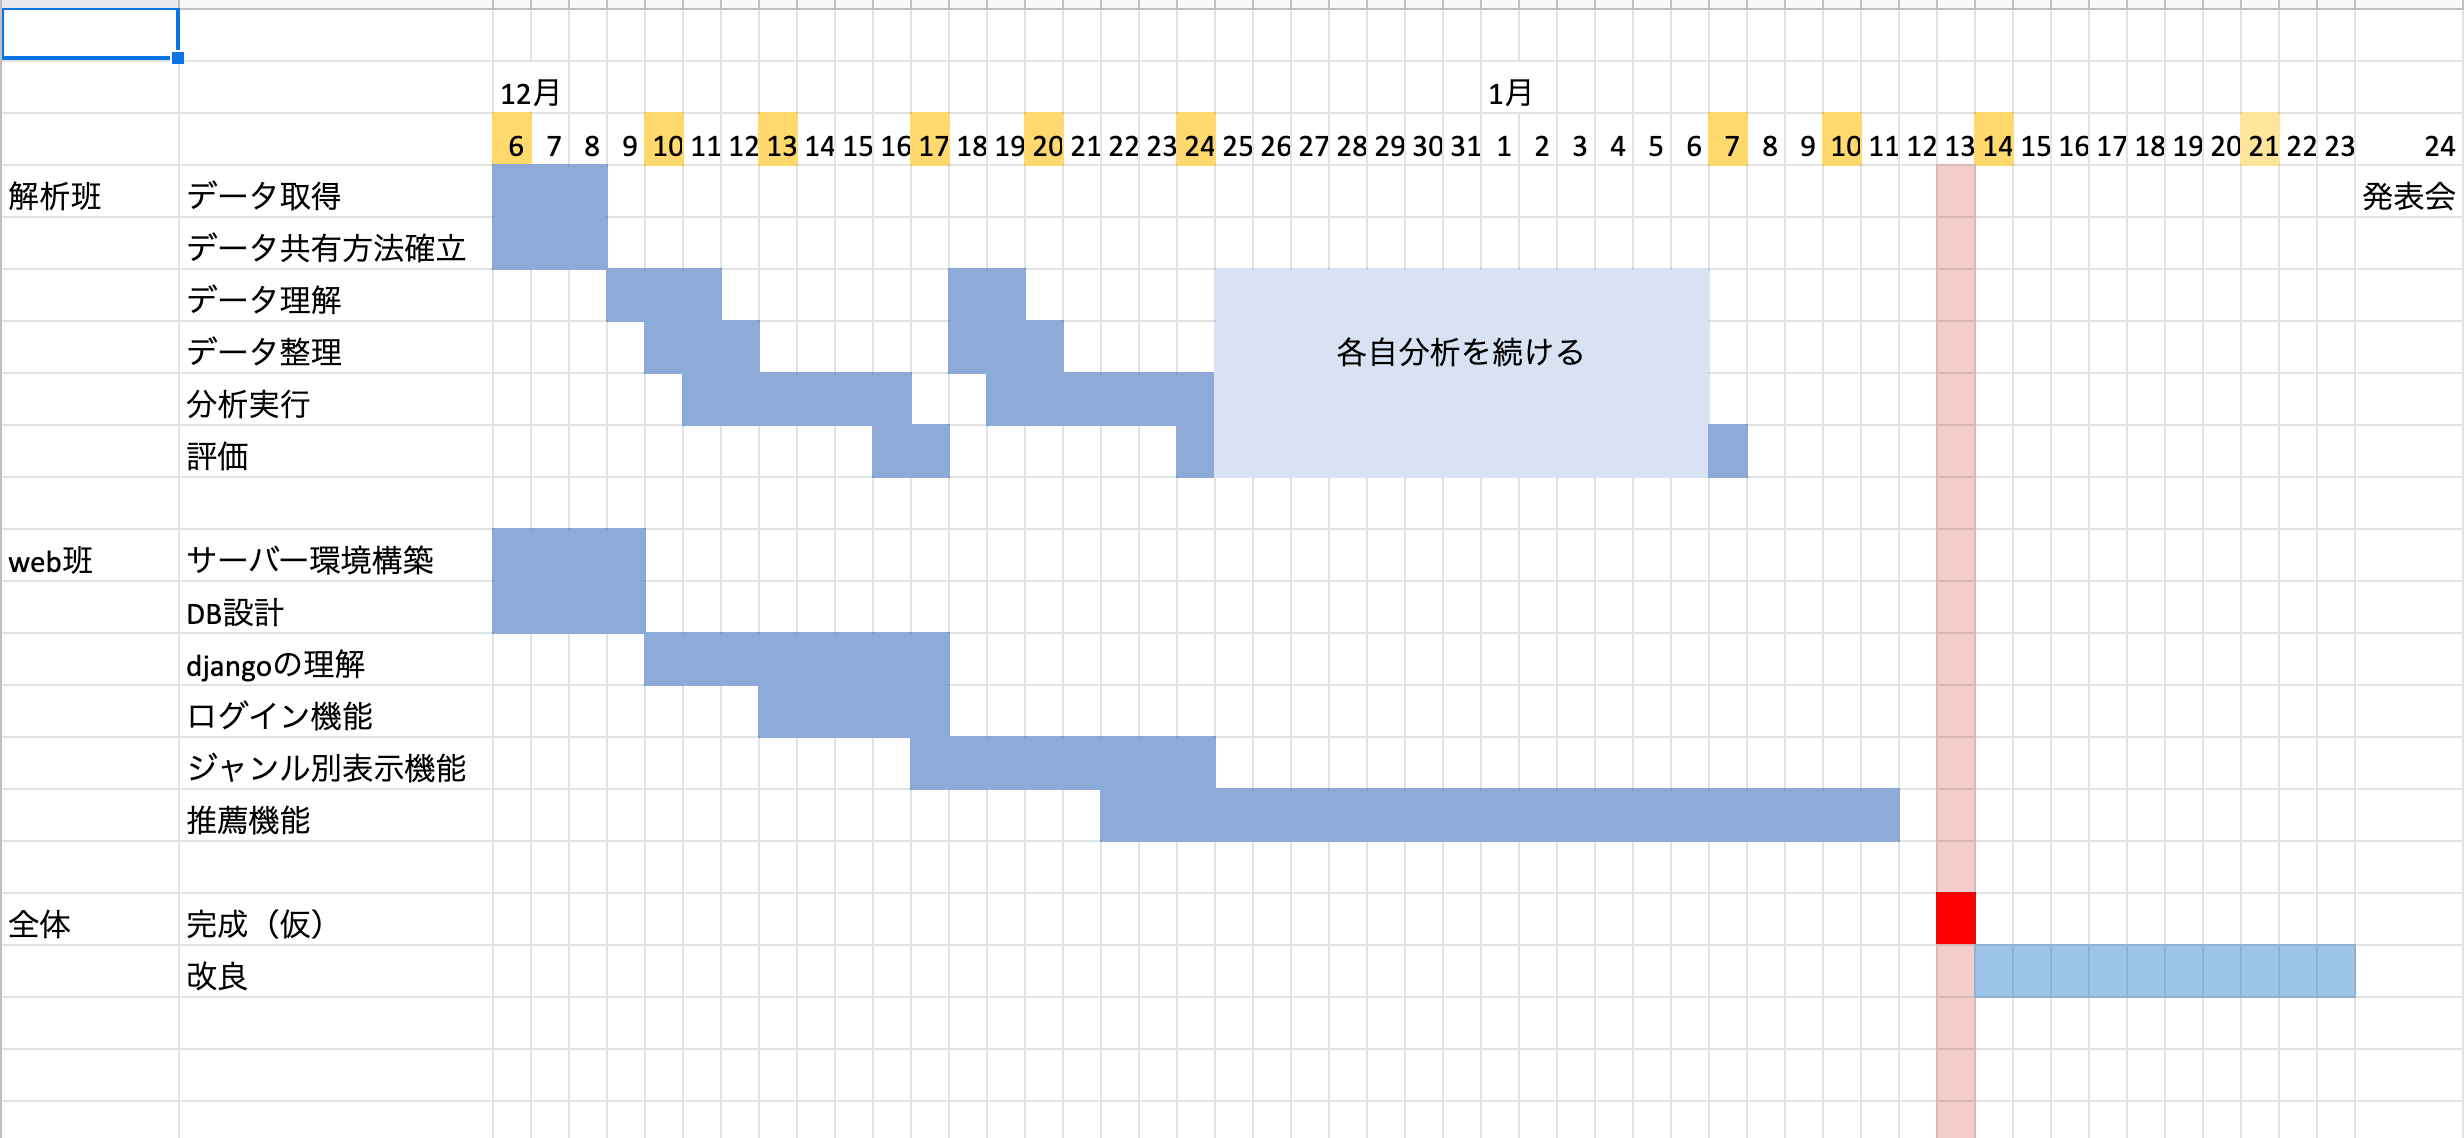 12月 1月
6 7 8 9 10 11 12 13 14 15 16 17 18 19 20 21 22 23 24 25 26 27 28 29 30 31 1 2 3 4 5 6 7 8 9 10 11 12 13 14 15 16 17 18 19 20 21 22 23 24
解析班 データ取得 発表会
データ共有方法確立
データ理解
データ整理 各自分析を続ける
分析実行
評価
web班 サーバー環境構築
DB設計
djangoの理解
ログイン機能
ジャンル別表示機能
推薦機能
全体 完成（仮）
改良